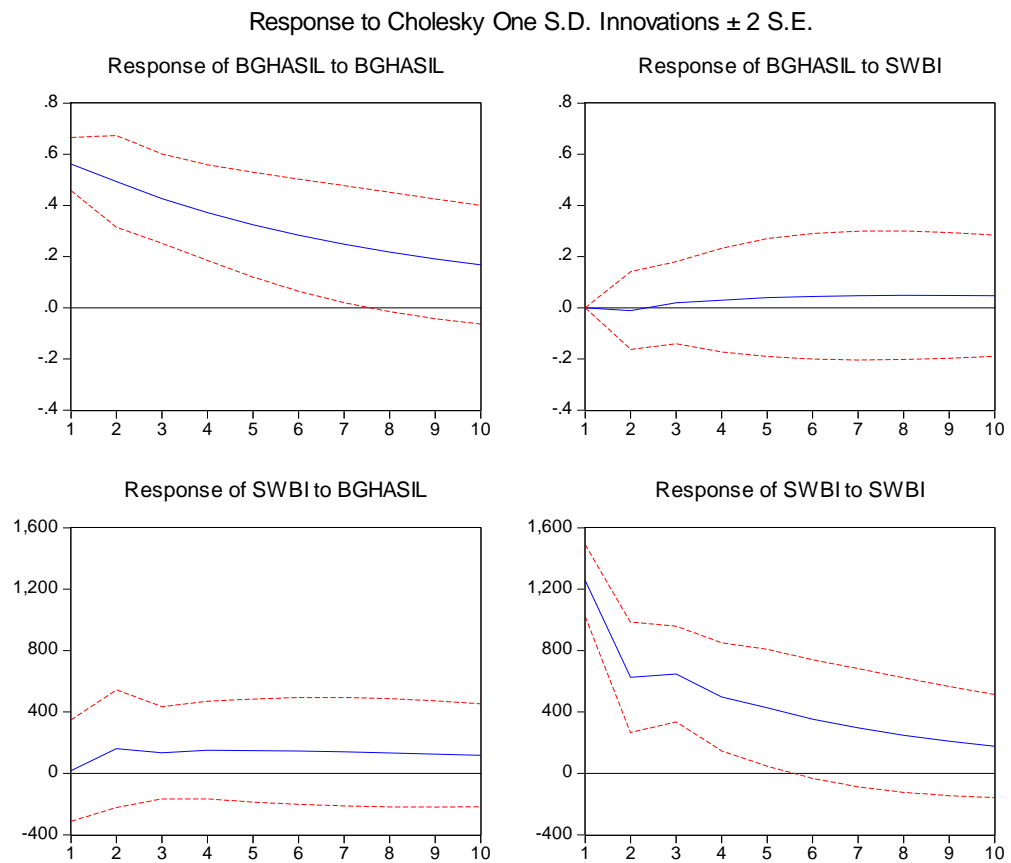 Response to Cholesky One S.D. Innovations ± 2 S.E.
Response of BGHASIL to BGHASIL
.8
.6
.4
.2
.0
-.2
-.4
1 2 3 4 5 6 7 8 9 10
Response of BGHASIL to SWBI
.8
.6
.4
.2
.0
-.2
-.4
1 2 3 4 5 6 7 8 9 10
Response of SWBI to BGHASIL
1,600
1,200
800
400
0
-400
1 2 3 4 5 6 7 8 9 10
Response of SWBI to SWBI
1,600
1,200
800
400
0
-400
1 2 3 4 5 6 7 8 9 10